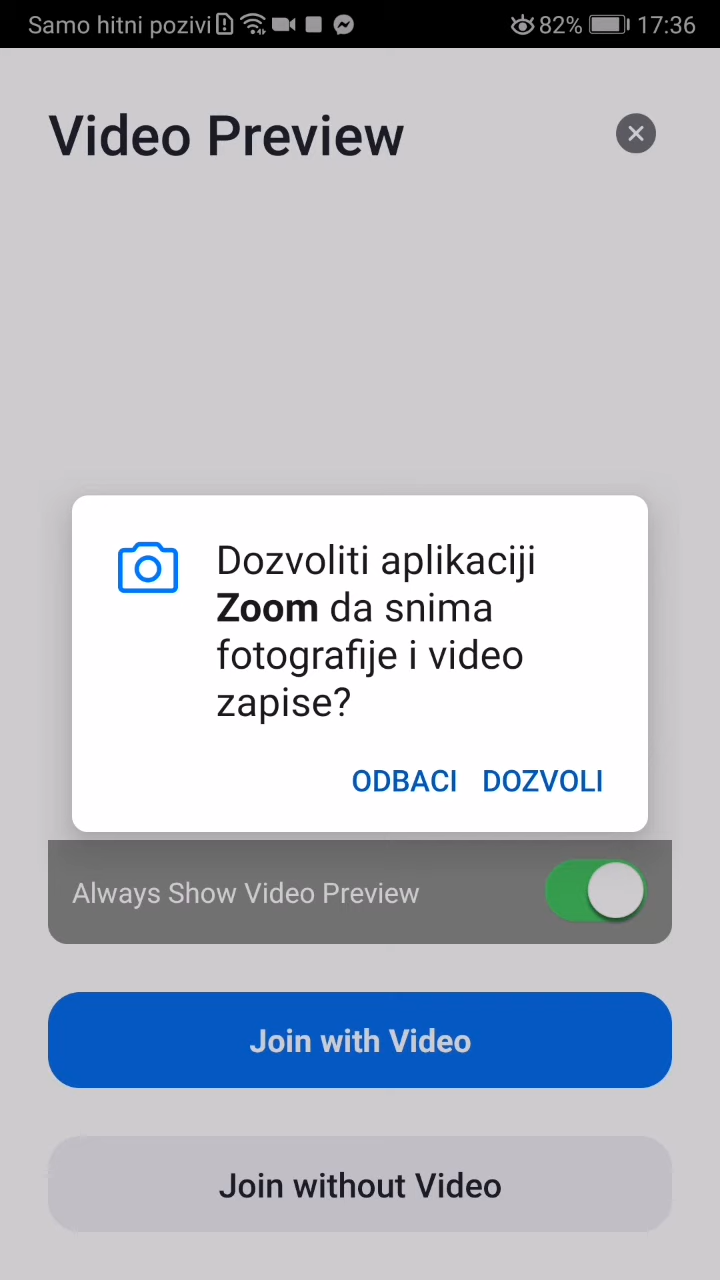 Samo hitni pozivi 82% 17:36
Video Preview
Dozvoliti aplikaciji
Zoom da snima
fotografije i video
zapise?
ODBACI DOZVOLI
Always Show Video Preview
Join with Video
Join without Video